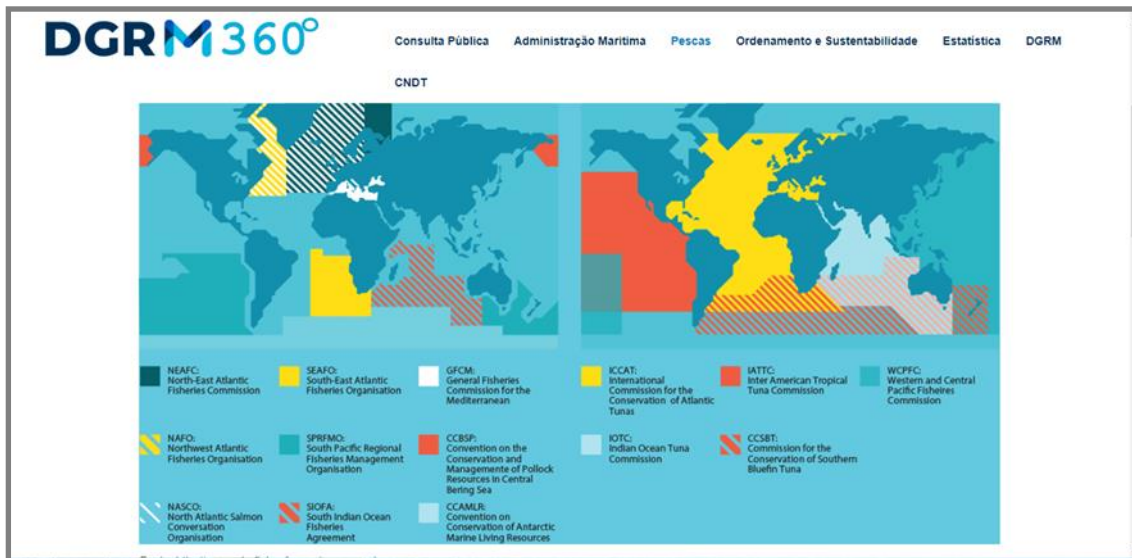 DGRM360°
Consulta Pública
Administração Maritima
Pescas
Ordenamento e Sustentabilidade
Estatística
DGRM
CNDT
NEAFC:
North-East Atlantic
Fisheries Commission
SEAFO:
South-East Atlantic
Fisheries Organisation
GFCM:
General Fisheries
Commission for the
Mediterranean
ICCAT:
International
Commission for the
Conservation of Atlantic
Tunas
IATTC:
Inter American Tropical
Tuna Commission
WCPFC:
Western and Central
Pacific Fisheires
Commission
NAFO:
Northwest Atlantic
Fisheries Organisation
SPRFMO:
South Pacific Regional
Fisheries Management
Organisation
CCBSP:
Convention on the
Conservation and
Managemente of Pollock
Resources in Central
Bering Sea
IOTC:
Indian Ocean Tuna
Commission
CCSBT:
Commission for the
Conservation of Southern
Bluefin Tuna
NASCO:
North Atlantic Salmon
Conversation
Organisation
SIOFA:
South Indian Ocean
Fisheries
Agreement
CCAMLR:
Convention on
Conservation of Antarctic
Marine Living Resources